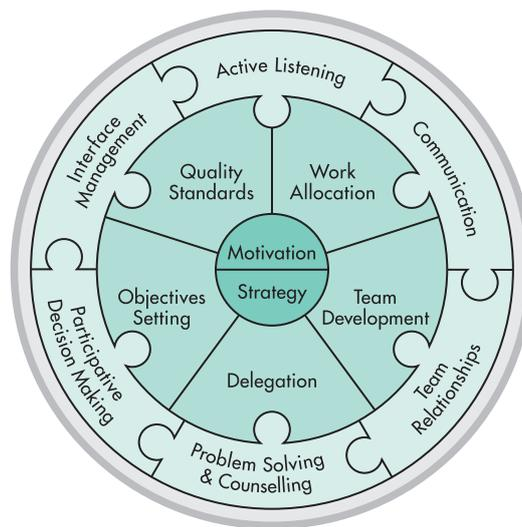 Active Listening
Communication
Team
Relationships
Problem Solving
& Counselling
Participative
Decision Making
Interface
Management
Quality
Standards
Work
Allocation
Team
Development
Delegation
Objectives
Setting
Motivation
Strategy